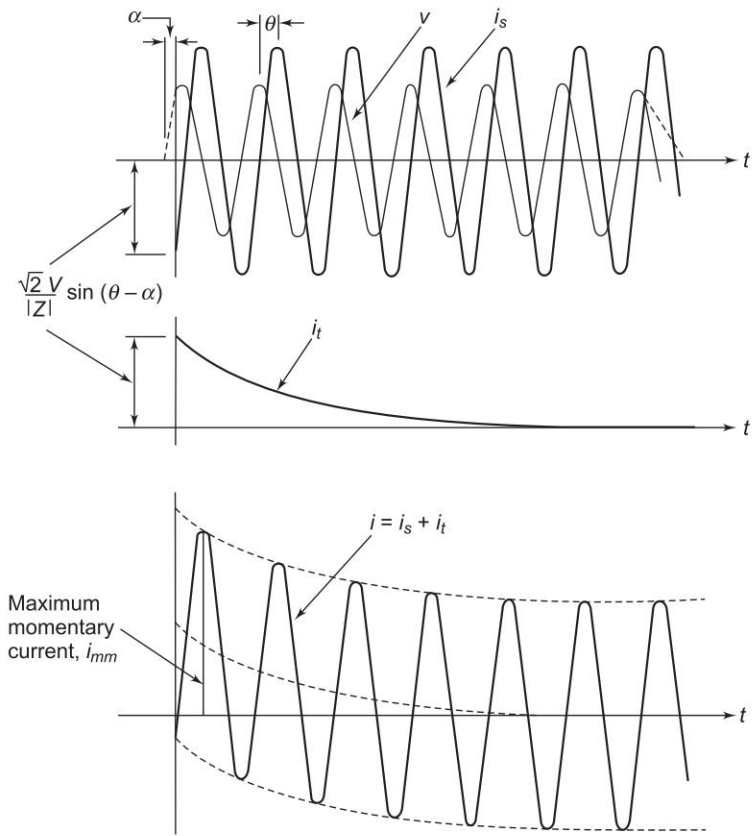 α
θ
v
i_s
t
√2 V
|Z| sin (θ – α)
i_t
t
i = i_s + i_t
Maximum
momentary
current, i_mm
t